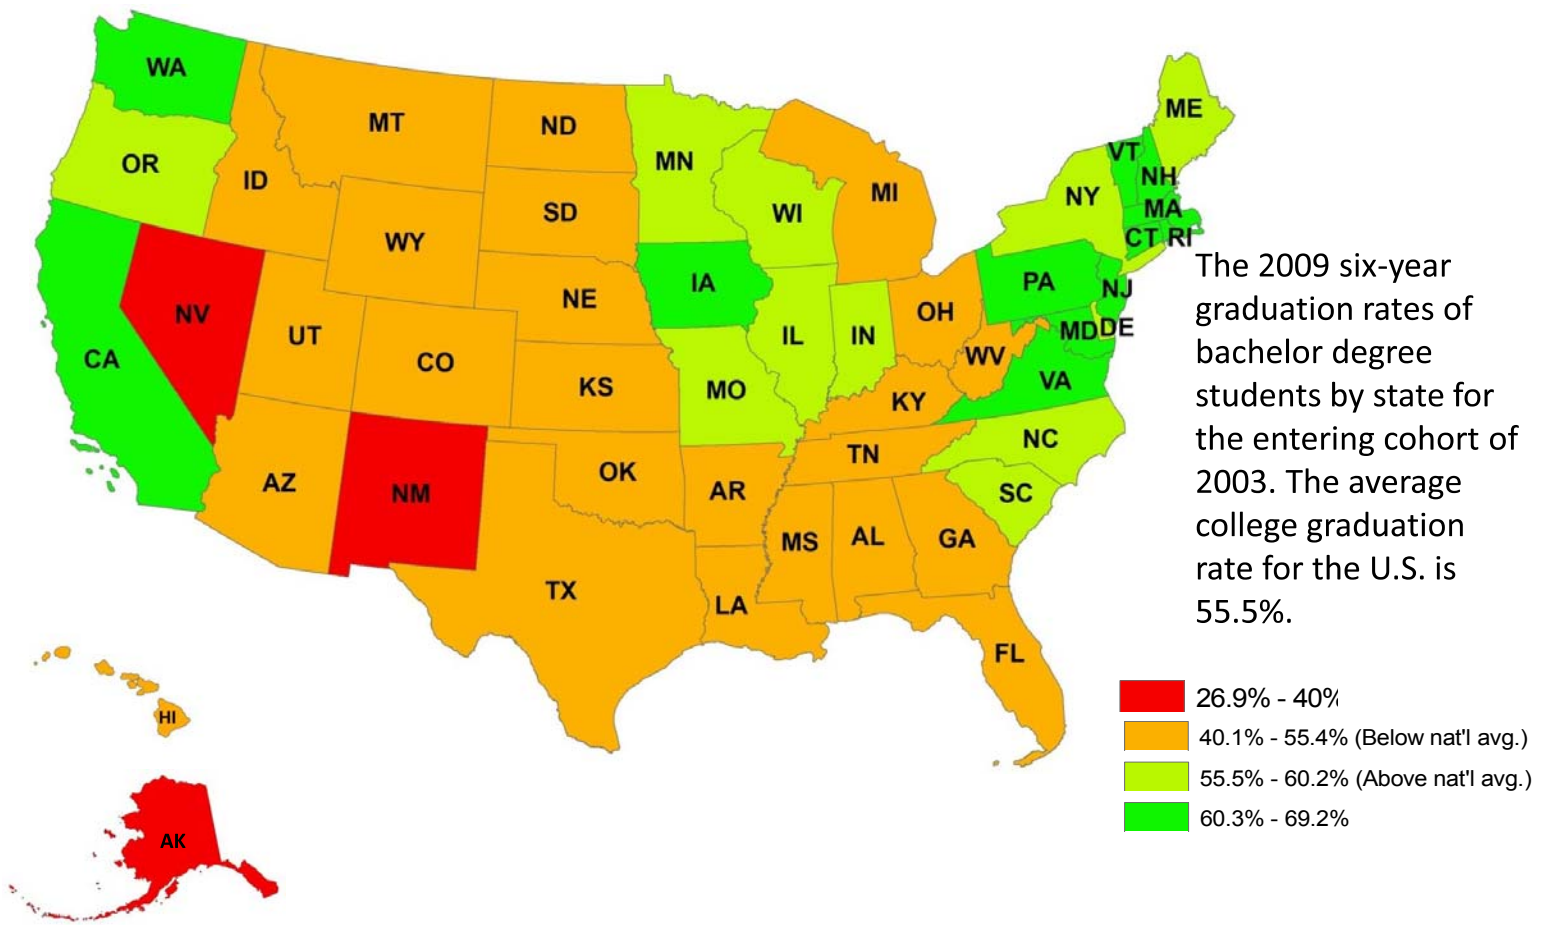 WA
MT
ND
OR
ID
MN
ME
VT
NH
NY
MA
CT RI
WI
MI
SD
WY
IA
NE
PA
NJ
NV
UT
CO
IL
IN
OH
MD DE
WV
CA
KS
MO
VA
KY
NC
TN
AZ
NM
OK
AR
SC
MS
AL
GA
TX
LA
FL
HI
AK
The 2009 six-year
graduation rates of
bachelor degree
students by state for
the entering cohort of
2003. The average
college graduation
rate for the U.S. is
55.5%.
26.9% - 40%
40.1% - 55.4% (Below nat'l avg.)
55.5% - 60.2% (Above nat'l avg.)
60.3% - 69.2%